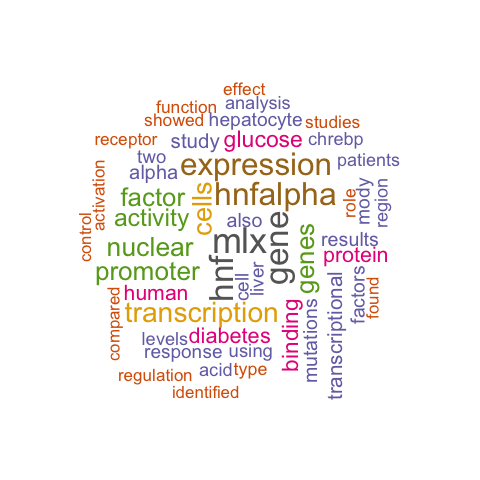 effect
function analysis
showed hepatocyte studies
receptor study glucose chrebp
two expression patients
alpha
activation
factor cells hnfalpha role mody region
activity also
control nuclear hnf mlx gene genes results
promoter cell liver protein
human
compared transcription binding mutations transcriptional factors found
levels diabetes
response using
regulation acid type
identified